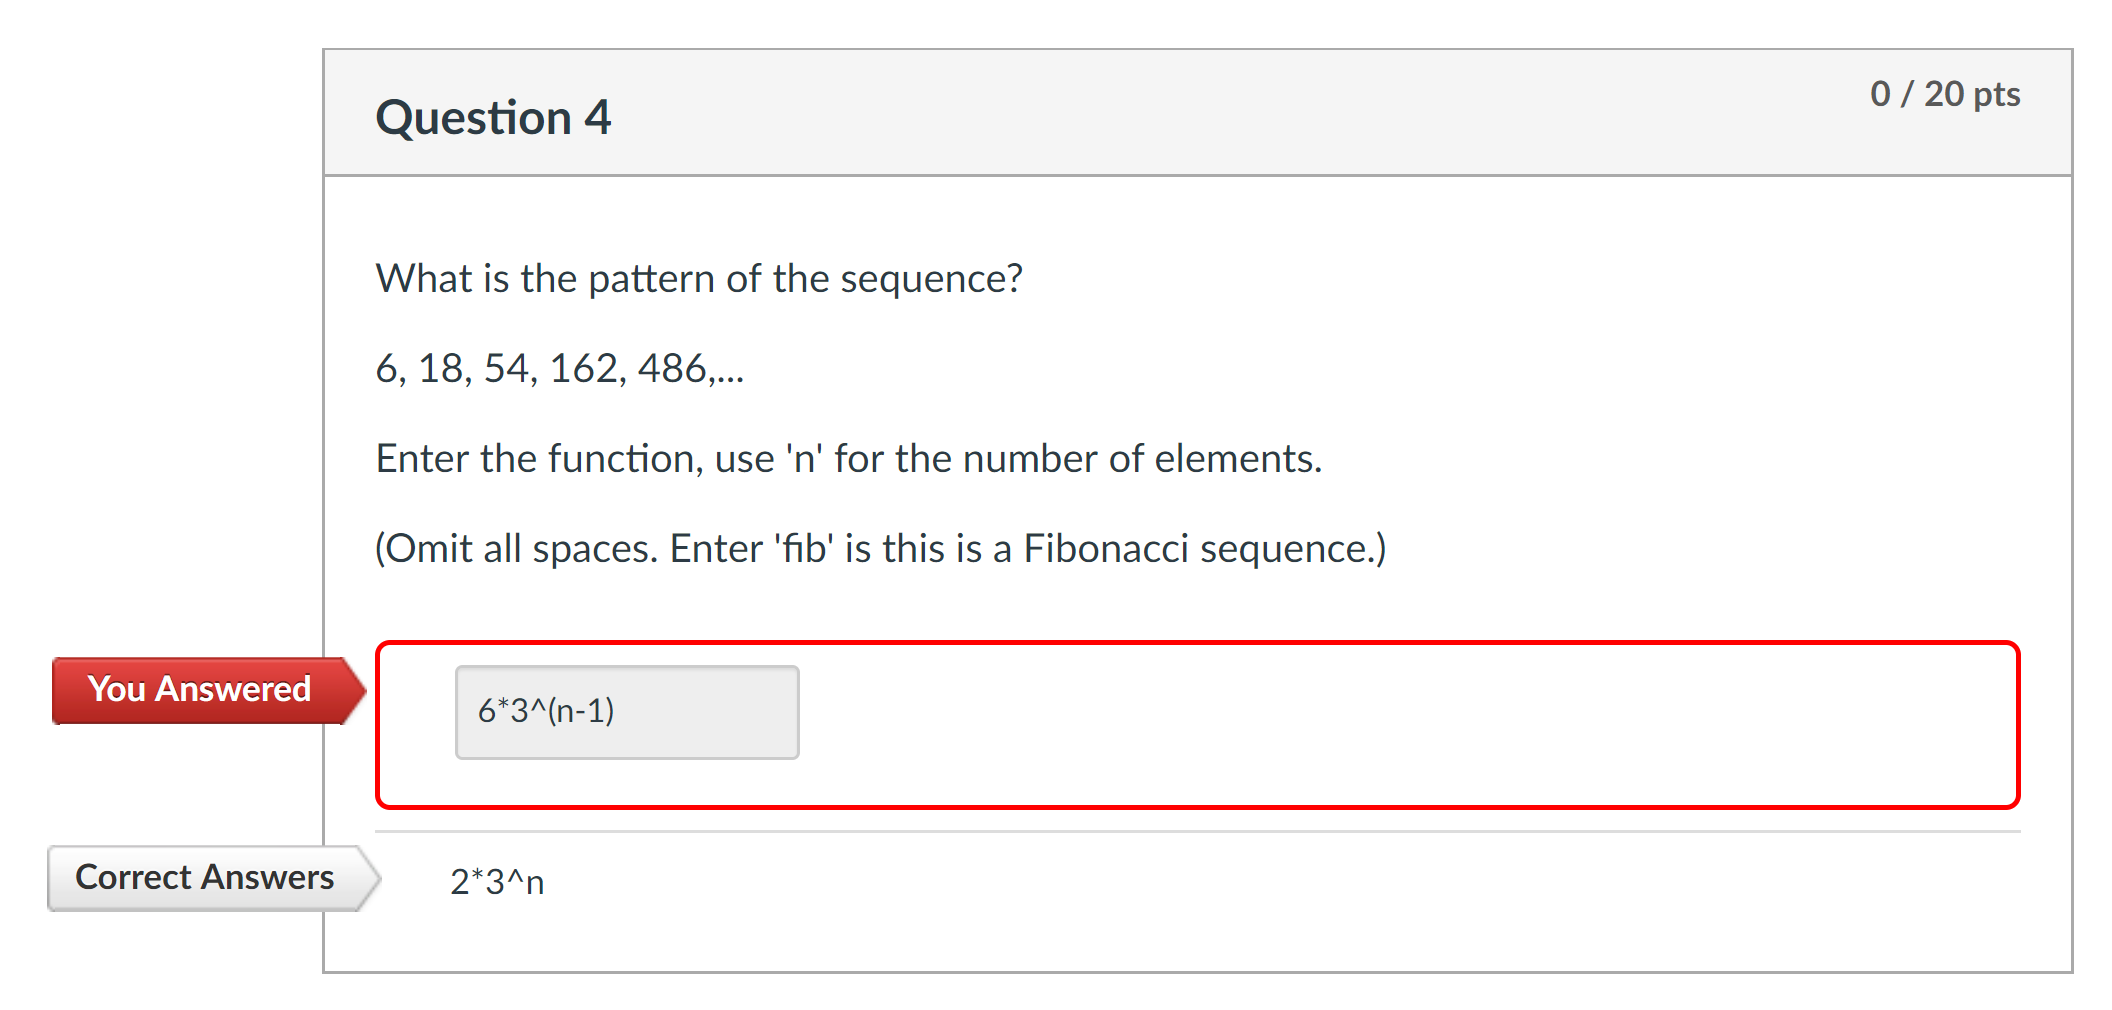 Question 4
0 / 20 pts
What is the pattern of the sequence?
6, 18, 54, 162, 486,...
Enter the function, use 'n' for the number of elements.
(Omit all spaces. Enter 'fib' is this is a Fibonacci sequence.)
You Answered
6*3^(n-1)
Correct Answers
2*3^n